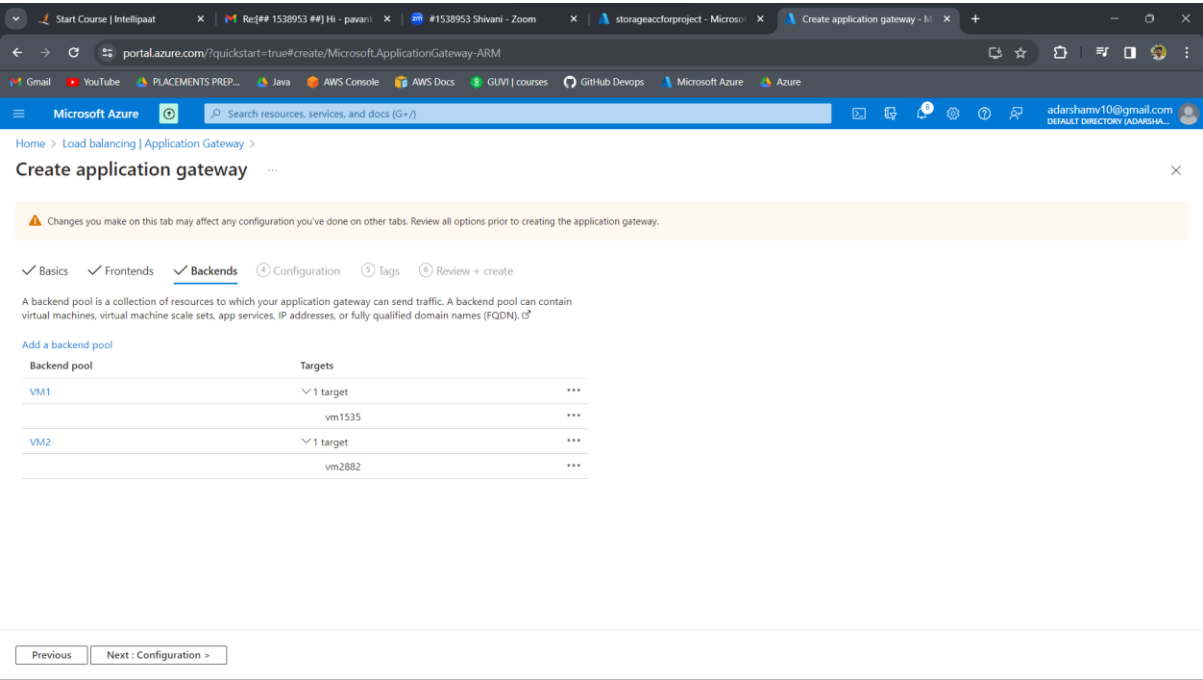 Start Course | Intellipaat
Re:[## 1538953 ##] Hi - pavani
zm #1538953 Shivani - Zoom
storageaccforproject - Microsof
Create application gateway - M
portal.azure.com/?quickstart=true#create/Microsoft.ApplicationGateway-ARM
Gmail YouTube PLACEMENTS PREP... Java AWS Console AWS Docs GUVI | courses GitHub Devops Microsoft Azure Azure
Microsoft Azure
Search resources, services, and docs (G+/)
8
adarshamv10@gmail.com
DEFAULT DIRECTORY (ADARSHA...
Home > Load balancing | Application Gateway >
Create application gateway ...
Changes you make on this tab may affect any configuration you've done on other tabs. Review all options prior to creating the application gateway.
Basics Frontends Backends 4 Configuration 5 Tags 6 Review + create
A backend pool is a collection of resources to which your application gateway can send traffic. A backend pool can contain
virtual machines, virtual machine scale sets, app services, IP addresses, or fully qualified domain names (FQDN).
Add a backend pool
Backend pool Targets
VM1 1 target ...
vm1535 ...
VM2 1 target ...
vm2882 ...
Previous Next : Configuration >